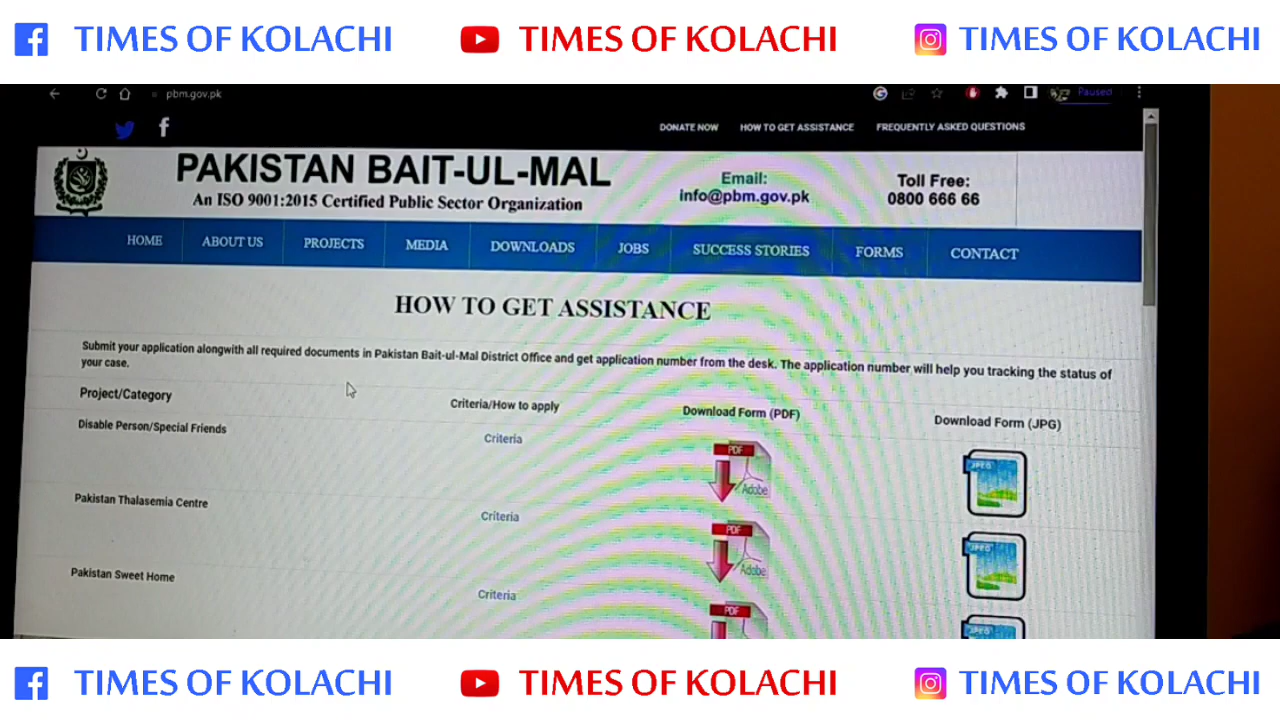 TIMES OF KOLACHI TIMES OF KOLACHI TIMES OF KOLACHI
pbm.gov.pk Paused
DONATE NOW HOW TO GET ASSISTANCE FREQUENTLY ASKED QUESTIONS
PAKISTAN BAIT-UL-MAL
An ISO 9001:2015 Certified Public Sector Organization
Email:
info@pbm.gov.pk
Toll Free:
0800 666 66
HOME ABOUT US PROJECTS MEDIA DOWNLOADS JOBS SUCCESS STORIES FORMS CONTACT
HOW TO GET ASSISTANCE
Submit your application alongwith all required documents in Pakistan Bait-ul-Mal District Office and get application number from the desk. The application number will help you tracking the status of
your case.
Project/Category Criteria/How to apply Download Form (PDF) Download Form (JPG)
Disable Person/Special Friends Criteria PDF Adobe JPEG
Pakistan Thalasemia Centre Criteria PDF Adobe JPEG
Pakistan Sweet Home Criteria PDF JPEG
TIMES OF KOLACHI TIMES OF KOLACHI TIMES OF KOLACHI